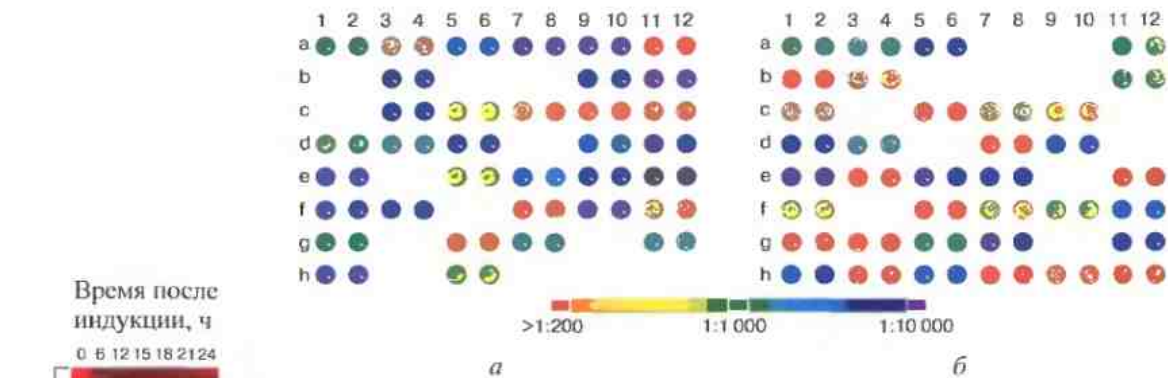 1 2 3 4 5 6 7 8 9 10 11 12
a
b
c
d
e
f
g
h
1 2 3 4 5 6 7 8 9 10 11 12
a
b
c
d
e
f
g
h
>1:200 1:1 000 1:10 000
а б
Время после
индукции, ч
0 6 12 15 18 21 24